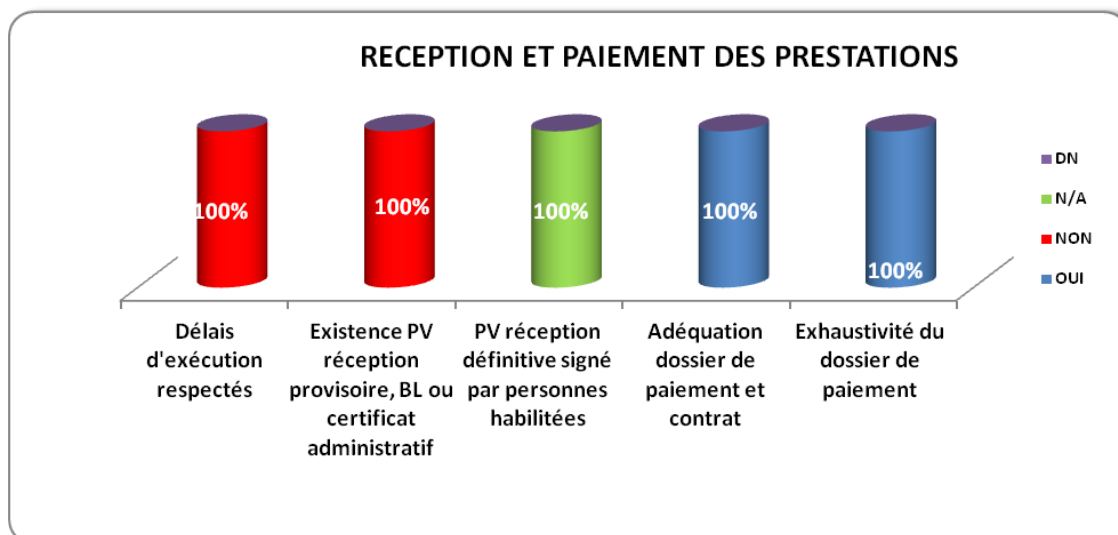 RECEPTION ET PAIEMENT DES PRESTATIONS
100%
100%
100%
100%
100%
DN
N/A
NON
OUI
Délais
d'exécution
respectés
Existence PV
réception
provisoire, BL ou
certificat
administratif
PV réception
définitive signé
par personnes
habilitées
Adéquation
dossier de
paiement et
contrat
Exhaustivité du
dossier de
paiement